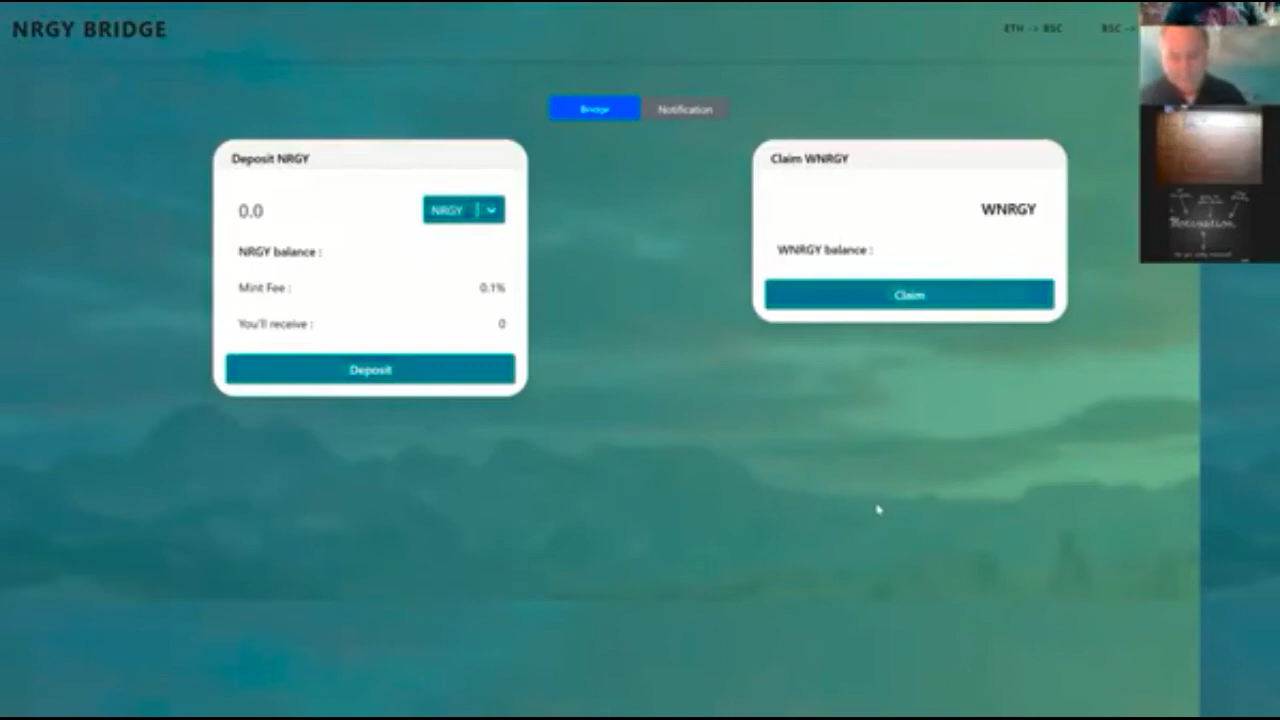 NRGY BRIDGE
ETH -> BSC
BSC ->
Bridge
Notification
Deposit NRGY
0.0
NRGY
NRGY balance :
Mint Fee :
0.1%
You'll receive :
0
Deposit
Claim WNRGY
WNRGY
WNRGY balance :
Claim
Motivation